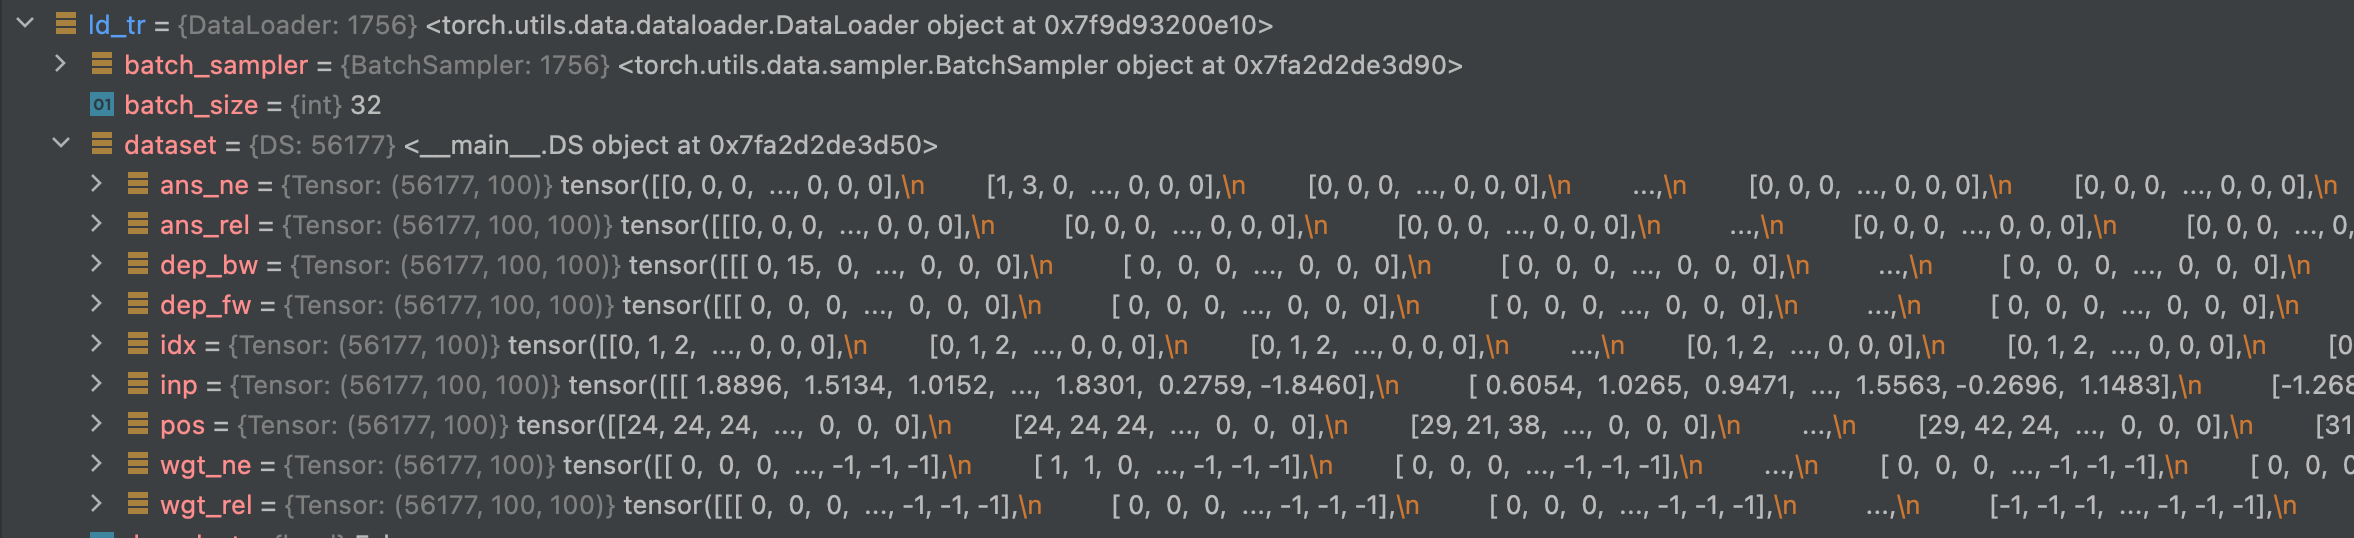 ld_tr = {DataLoader: 1756} <torch.utils.data.dataloader.DataLoader object at 0x7f9d93200e10>
batch_sampler = {BatchSampler: 1756} <torch.utils.data.sampler.BatchSampler object at 0x7fa2d2de3d90>
01 batch_size = {int} 32
dataset = {DS: 56177} <__main__.DS object at 0x7fa2d2de3d50>
ans_ne = {Tensor: (56177, 100)} tensor([[0, 0, 0,  ..., 0, 0, 0],\n        [1, 3, 0,  ..., 0, 0, 0],\n        [0, 0, 0,  ..., 0, 0, 0],\n        ...,\n        [0, 0, 0,  ..., 0, 0, 0],\n        [0, 0, 0,  ..., 0, 0, 0],\n
ans_rel = {Tensor: (56177, 100, 100)} tensor([[[0, 0, 0,  ..., 0, 0, 0],\n         [0, 0, 0,  ..., 0, 0, 0],\n         [0, 0, 0,  ..., 0, 0, 0],\n         ...,\n         [0, 0, 0,  ..., 0, 0, 0],\n         [0, 0, 0,  ..., 0,
dep_bw = {Tensor: (56177, 100, 100)} tensor([[[ 0, 15,  0,  ...,  0,  0,  0],\n         [ 0,  0,  0,  ...,  0,  0,  0],\n         [ 0,  0,  0,  ...,  0,  0,  0],\n         ...,\n         [ 0,  0,  0,  ...,  0,  0,  0],\n
dep_fw = {Tensor: (56177, 100, 100)} tensor([[[ 0,  0,  0,  ...,  0,  0,  0],\n         [ 0,  0,  0,  ...,  0,  0,  0],\n         [ 0,  0,  0,  ...,  0,  0,  0],\n         ...,\n         [ 0,  0,  0,  ...,  0,  0,  0],\n
idx = {Tensor: (56177, 100)} tensor([[0, 1, 2,  ..., 0, 0, 0],\n        [0, 1, 2,  ..., 0, 0, 0],\n        [0, 1, 2,  ..., 0, 0, 0],\n        ...,\n        [0, 1, 2,  ..., 0, 0, 0],\n        [0, 1, 2,  ..., 0, 0, 0],\n        [0
inp = {Tensor: (56177, 100, 100)} tensor([[[ 1.8896,  1.5134,  1.0152,  ...,  1.8301,  0.2759, -1.8460],\n         [ 0.6054,  1.0265,  0.9471,  ...,  1.5563, -0.2696,  1.1483],\n         [-1.268
pos = {Tensor: (56177, 100)} tensor([[24, 24, 24,  ...,  0,  0,  0],\n        [24, 24, 24,  ...,  0,  0,  0],\n        [29, 21, 38,  ...,  0,  0,  0],\n        ...,\n        [29, 42, 24,  ...,  0,  0,  0],\n        [31
wgt_ne = {Tensor: (56177, 100)} tensor([[ 0,  0,  0,  ..., -1, -1, -1],\n        [ 1,  1,  0,  ..., -1, -1, -1],\n        [ 0,  0,  0,  ..., -1, -1, -1],\n        ...,\n        [ 0,  0,  0,  ..., -1, -1, -1],\n        [ 0,  0,  0
wgt_rel = {Tensor: (56177, 100, 100)} tensor([[[ 0,  0,  0,  ..., -1, -1, -1],\n         [ 0,  0,  0,  ..., -1, -1, -1],\n         [ 0,  0,  0,  ..., -1, -1, -1],\n         ...,\n         [-1, -1, -1,  ..., -1, -1, -1],\n